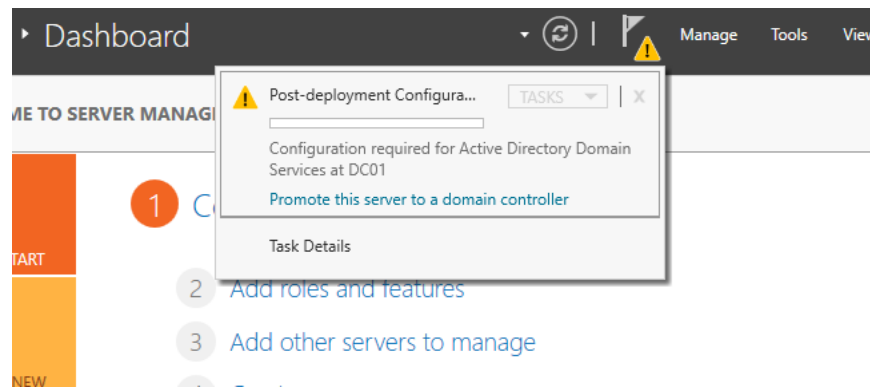 Dashboard
Manage Tools View
ME TO SERVER MANAG
Post-deployment Configura... TASKS X
Configuration required for Active Directory Domain
Services at DC01
Promote this server to a domain controller
1
Task Details
TART
2 Add roles and features
3 Add other servers to manage
NEW